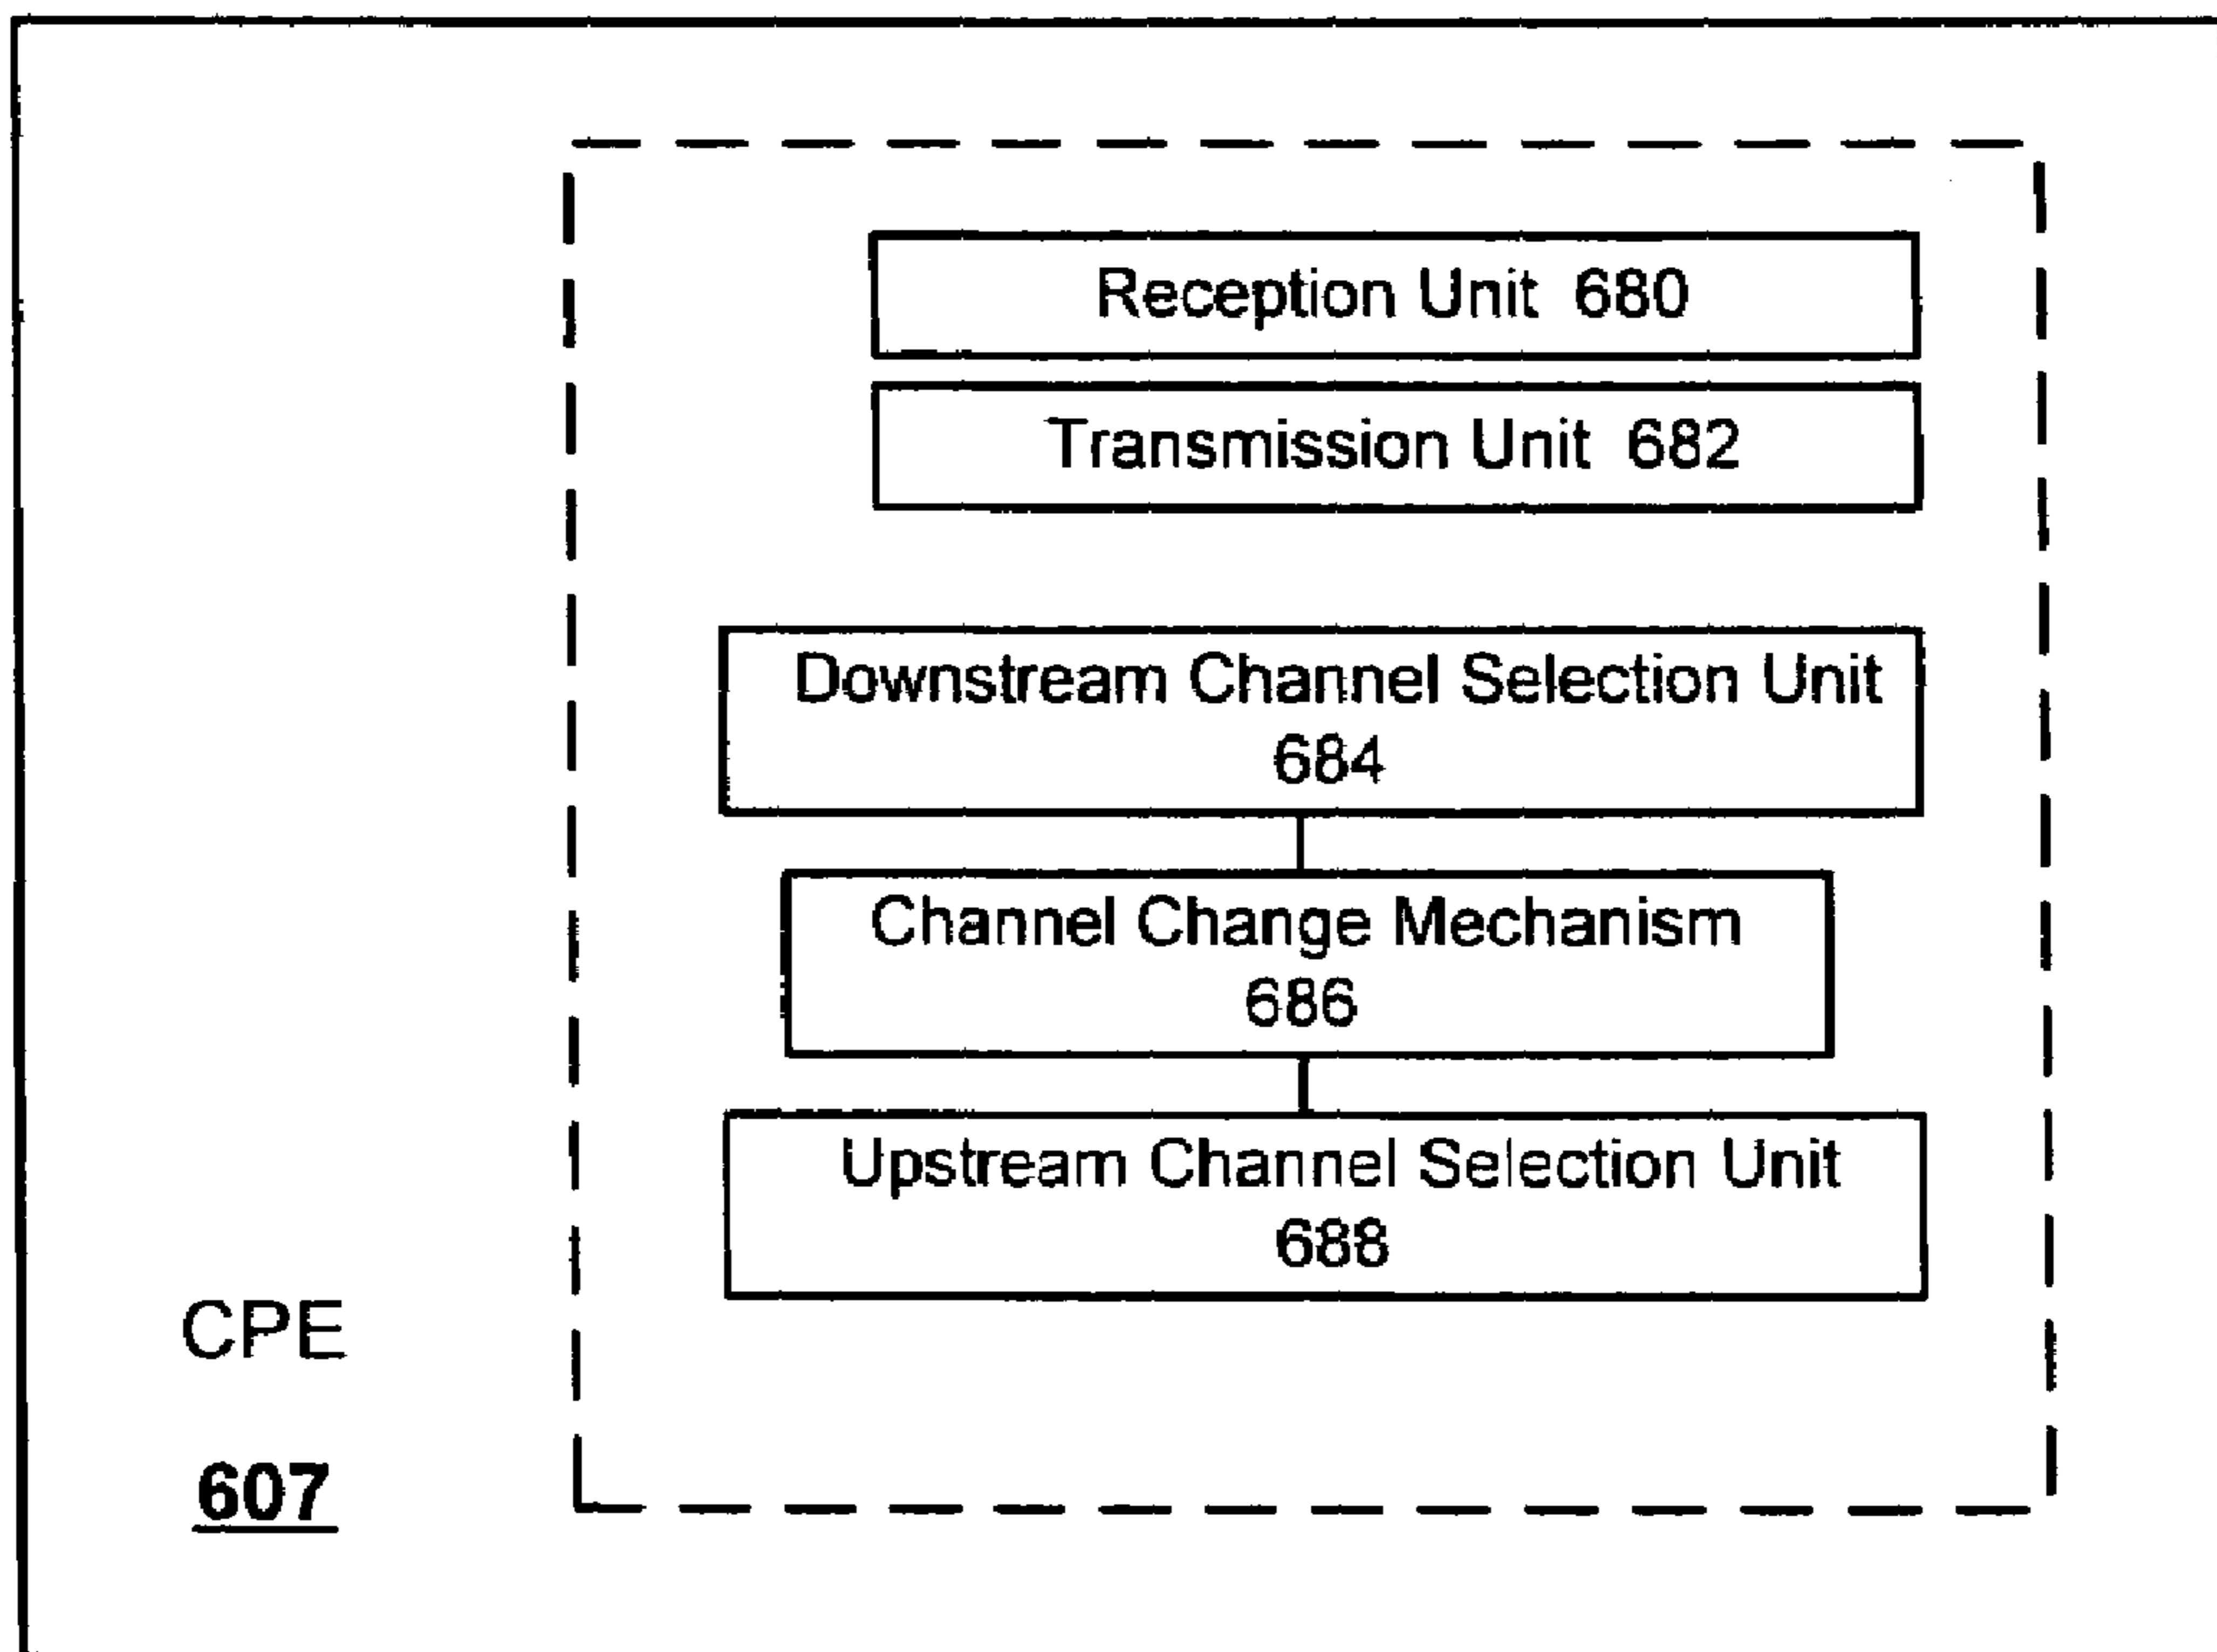 Reception Unit 680
Transmission Unit 682
Downstream Channel Selection Unit
684
Channel Change Mechanism
686
Upstream Channel Selection Unit
688
CPE
607